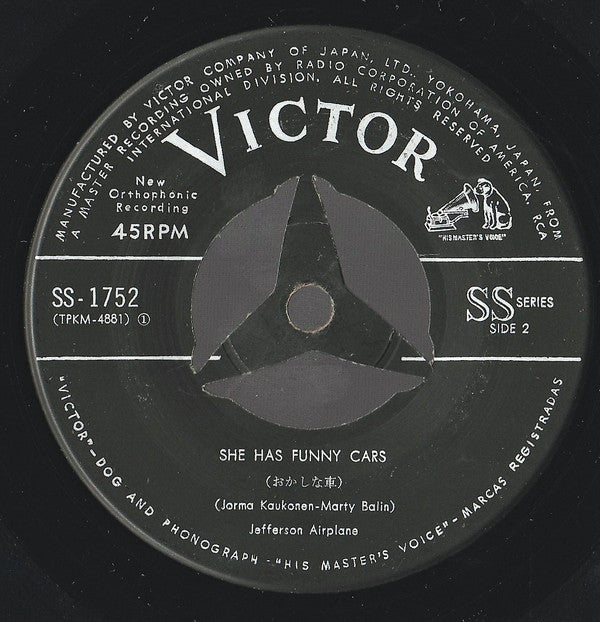 MANUFACTURED BY VICTOR COMPANY OF JAPAN, LTD., YOKOHAMA, JAPAN, FROM
A MASTER RECORDING OWNED BY RADIO CORPORATION OF AMERICA, RCA
INTERNATIONAL DIVISION. ALL RIGHTS RESERVED
VICTOR
New
Orthophonic
Recording
45RPM
"HIS MASTER'S VOICE"
SS-1752
(TPKM-4881) ①
SS SERIES
SIDE 2
SHE HAS FUNNY CARS
(おかしな車)
(Jorma Kaukonen-Marty Balin)
Jefferson Airplane
"VICTOR"–DOG AND PHONOGRAPH–"HIS MASTER'S VOICE"–MARCAS REGISTRADAS